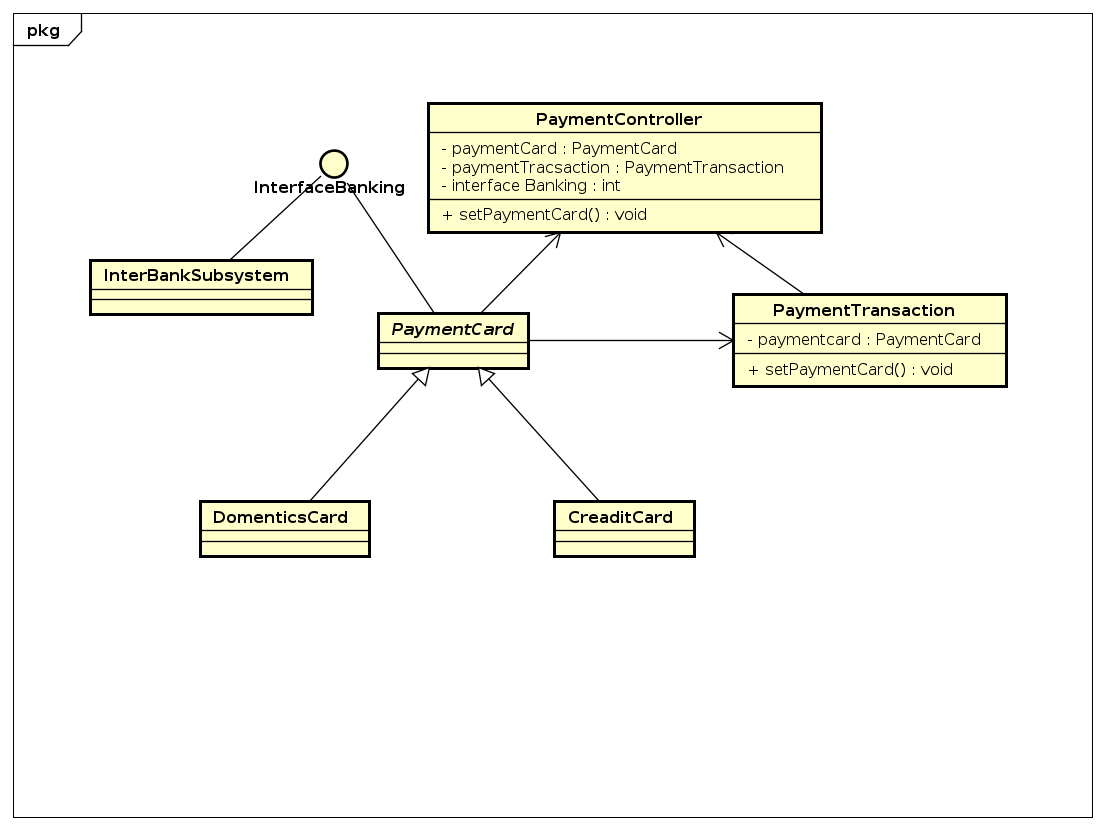 pkg
PaymentController
- paymentCard : PaymentCard
- paymentTracsaction : PaymentTransaction
- interface Banking : int
+ setPaymentCard() : void
InterfaceBanking
InterBankSubsystem
PaymentCard
PaymentTransaction
- paymentcard : PaymentCard
+ setPaymentCard() : void
DomenticsCard
CreaditCard